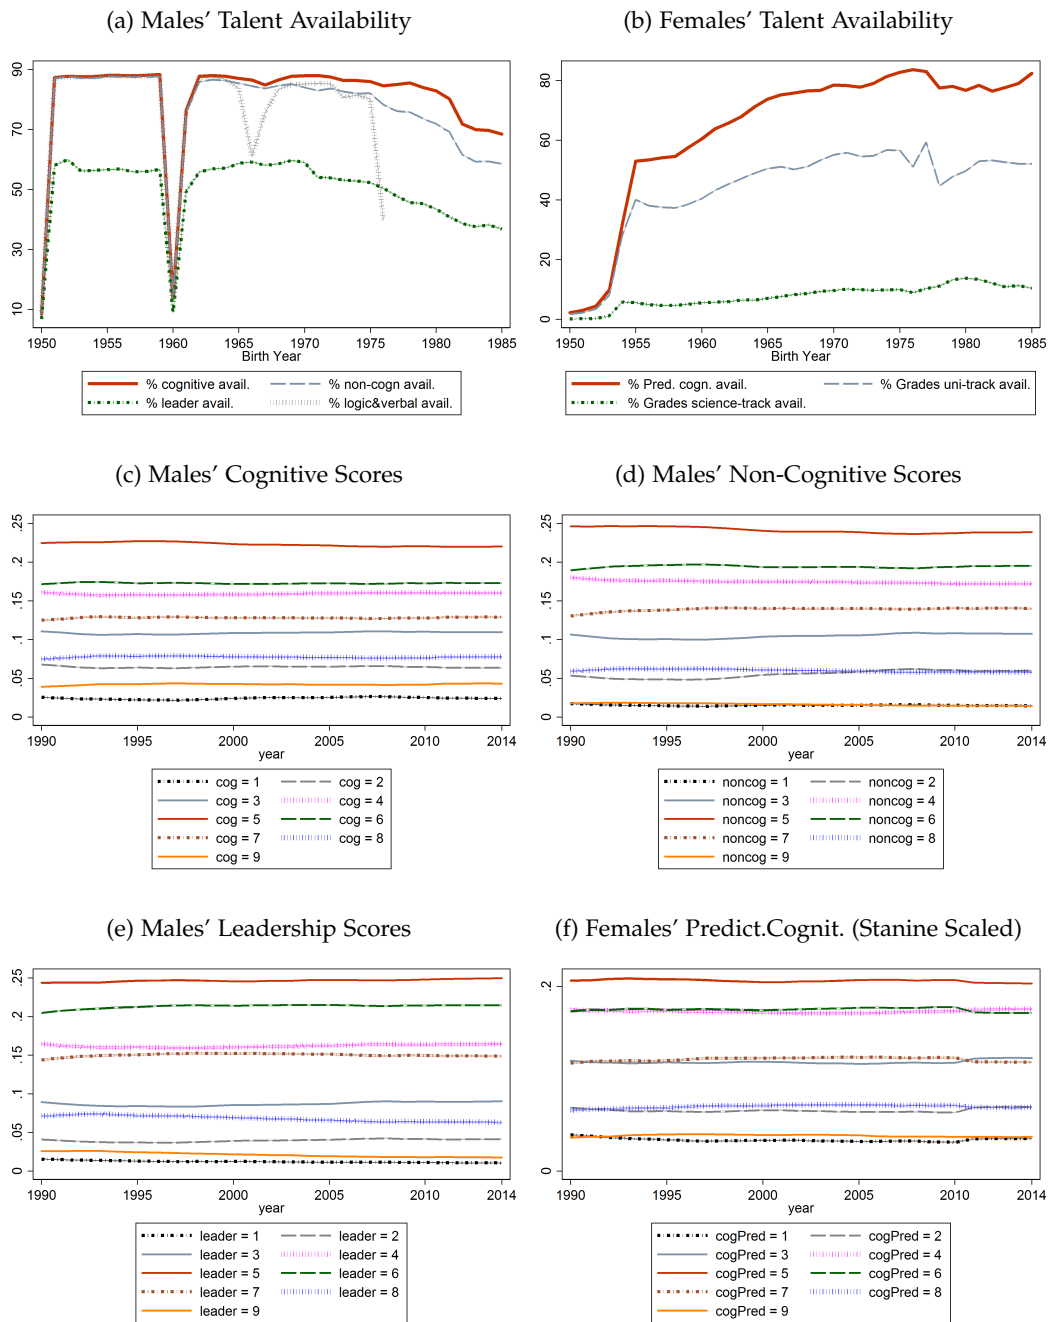 (a) Males' Talent Availability
(b) Females' Talent Availability
90
70
50
30
10
1950 1955 1960 1965 1970 1975 1980 1985
Birth Year
% cognitive avail. % non-cogn avail.
% leader avail. % logic&verbal avail.
80
60
40
20
0
1950 1955 1960 1965 1970 1975 1980 1985
Birth Year
% Pred. cogn. avail. % Grades uni-track avail.
% Grades science-track avail.
(c) Males' Cognitive Scores
(d) Males' Non-Cognitive Scores
.25
.2
.15
.1
.05
0
1990 1995 2000 2005 2010 2014
year
cog = 1 cog = 2
cog = 3 cog = 4
cog = 5 cog = 6
cog = 7 cog = 8
cog = 9
.25
.2
.15
.1
.05
0
1990 1995 2000 2005 2010 2014
year
noncog = 1 noncog = 2
noncog = 3 noncog = 4
noncog = 5 noncog = 6
noncog = 7 noncog = 8
noncog = 9
(e) Males' Leadership Scores
(f) Females' Predict.Cognit. (Stanine Scaled)
.25
.2
.15
.1
.05
0
1990 1995 2000 2005 2010 2014
year
leader = 1 leader = 2
leader = 3 leader = 4
leader = 5 leader = 6
leader = 7 leader = 8
leader = 9
.2
.1
0
1990 1995 2000 2005 2010 2014
year
cogPred = 1 cogPred = 2
cogPred = 3 cogPred = 4
cogPred = 5 cogPred = 6
cogPred = 7 cogPred = 8
cogPred = 9